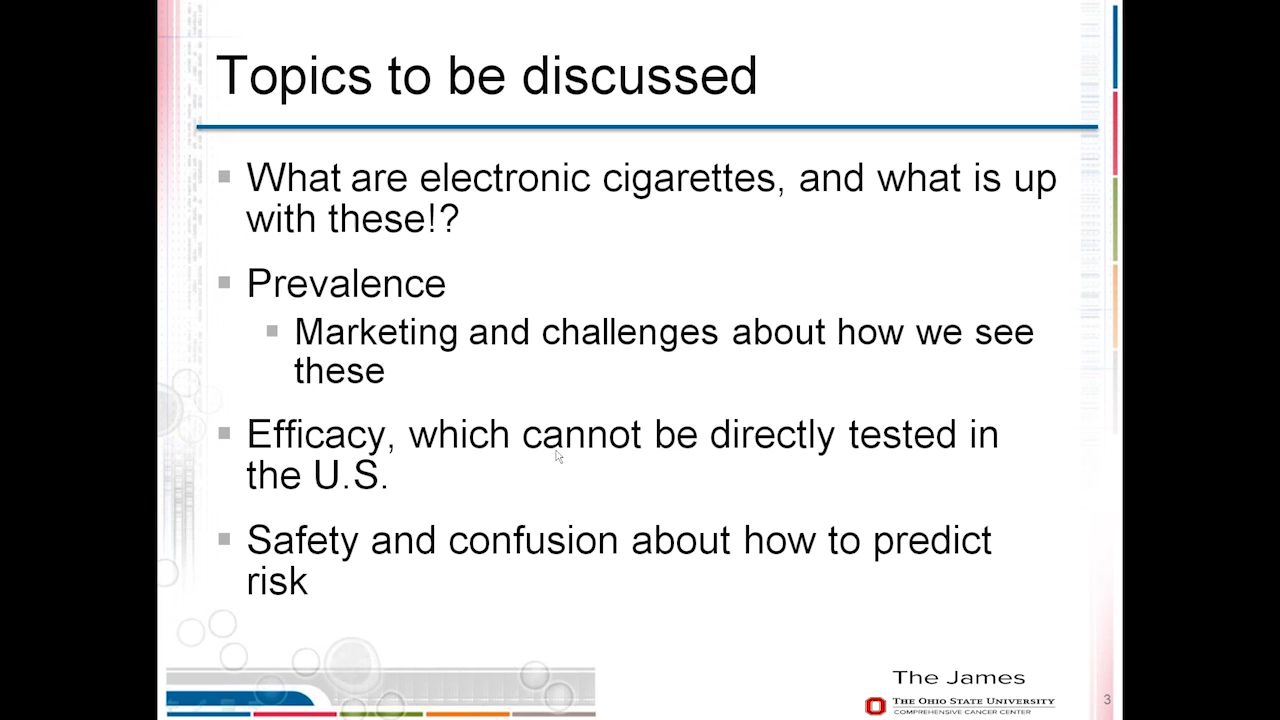 Topics to be discussed
What are electronic cigarettes, and what is up
with these!?
Prevalence
Marketing and challenges about how we see
these
Efficacy, which cannot be directly tested in
the U.S.
Safety and confusion about how to predict
risk
The James
THE OHIO STATE UNIVERSITY
COMPREHENSIVE CANCER CENTER
3